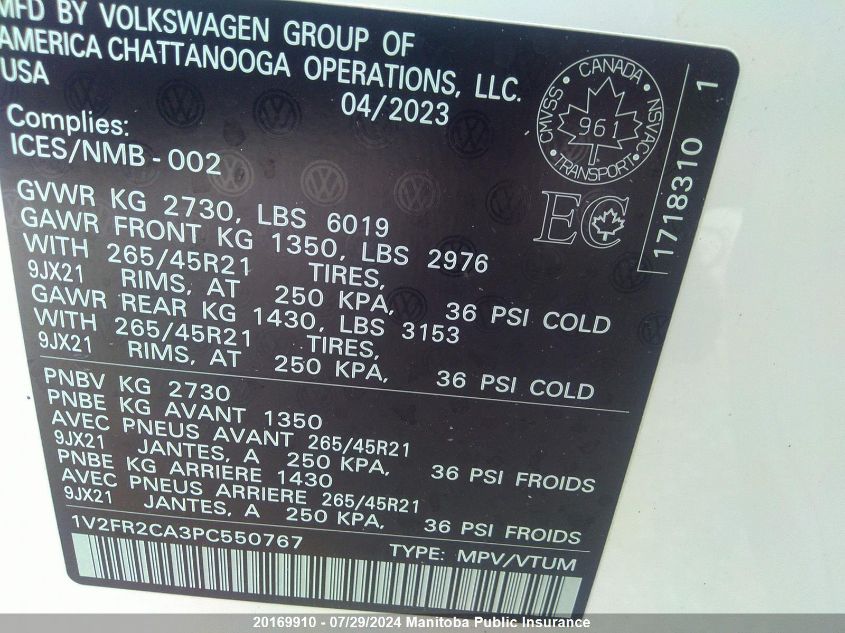 MFD BY VOLKSWAGEN GROUP OF
AMERICA CHATTANOOGA OPERATIONS, LLC.
USA
04/2023
Complies:
ICES/NMB-002
CANADA
CMVSS NSVAC
961
TRANSPORT
EC
1718310 1
GVWR KG 2730, LBS 6019
GAWR FRONT KG 1350, LBS 2976
WITH 265/45R21 TIRES,
9JX21 RIMS, AT 250 KPA, 36 PSI COLD
GAWR REAR KG 1430, LBS 3153
WITH 265/45R21 TIRES,
9JX21 RIMS, AT 250 KPA, 36 PSI COLD
PNBV KG 2730
PNBE KG AVANT 1350
AVEC PNEUS AVANT 265/45R21
9JX21 JANTES, A 250 KPA, 36 PSI FROIDS
PNBE KG ARRIERE 1430
AVEC PNEUS ARRIERE 265/45R21
9JX21 JANTES, A 250 KPA, 36 PSI FROIDS
1V2FR2CA3PC550767 TYPE: MPV/VTUM
20169910 - 07/29/2024 Manitoba Public Insurance